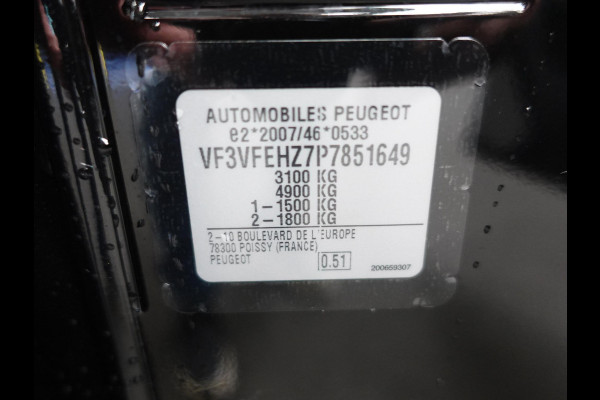 AUTOMOBILES PEUGEOT
e2*2007/46*0533
VF3VFEHZ7P7851649
3100 KG
4900 KG
1-1500 KG
2-1800 KG
2-10 BOULEVARD DE L'EUROPE
78300 POISSY (FRANCE)
PEUGEOT 0.51
200659307